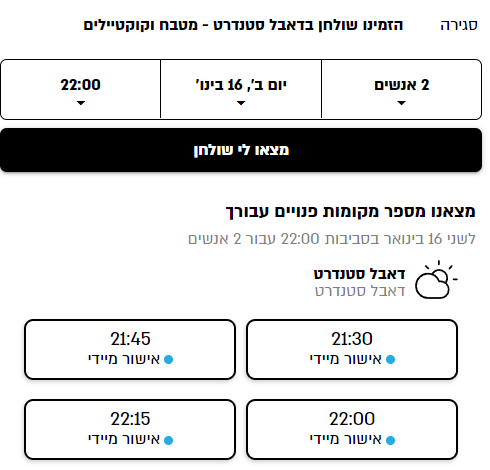 סגירה
הזמינו שולחן בדאבל סטנדרט - מטבח וקוקטיילים
2 אנשים
יום ב', 16 בינו'
22:00
מצאו לי שולחן
מצאנו מספר מקומות פנויים עבורך
לשני 16 בינואר בסביבות 22:00 עבור 2 אנשים
דאבל סטנדרט
דאבל סטנדרט
21:30
אישור מיידי
21:45
אישור מיידי
22:00
אישור מיידי
22:15
אישור מיידי